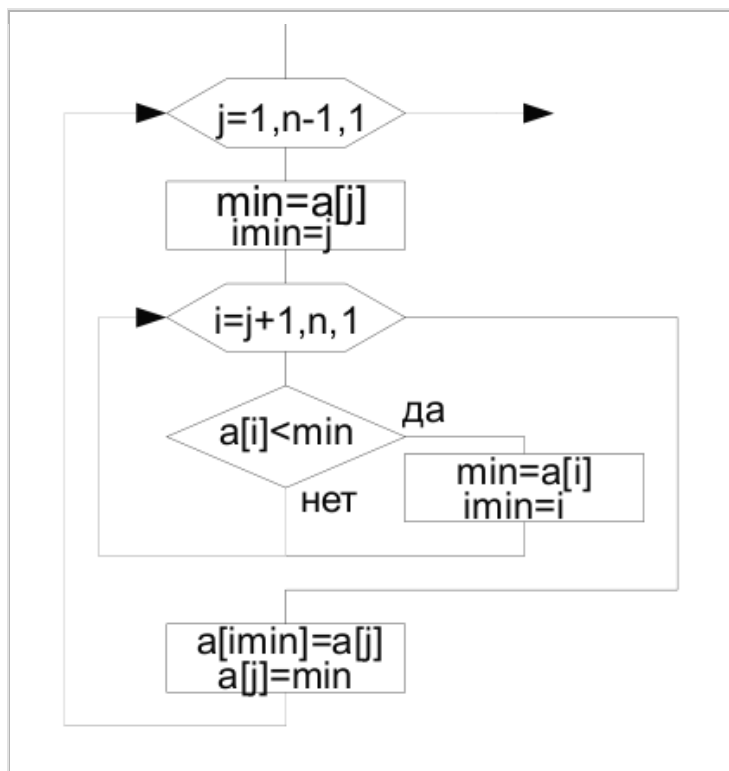 j=1,n-1,1
min=a[j]
imin=j
i=j+1,n,1
a[i]<min
да
нет
min=a[i]
imin=i
a[imin]=a[j]
a[j]=min